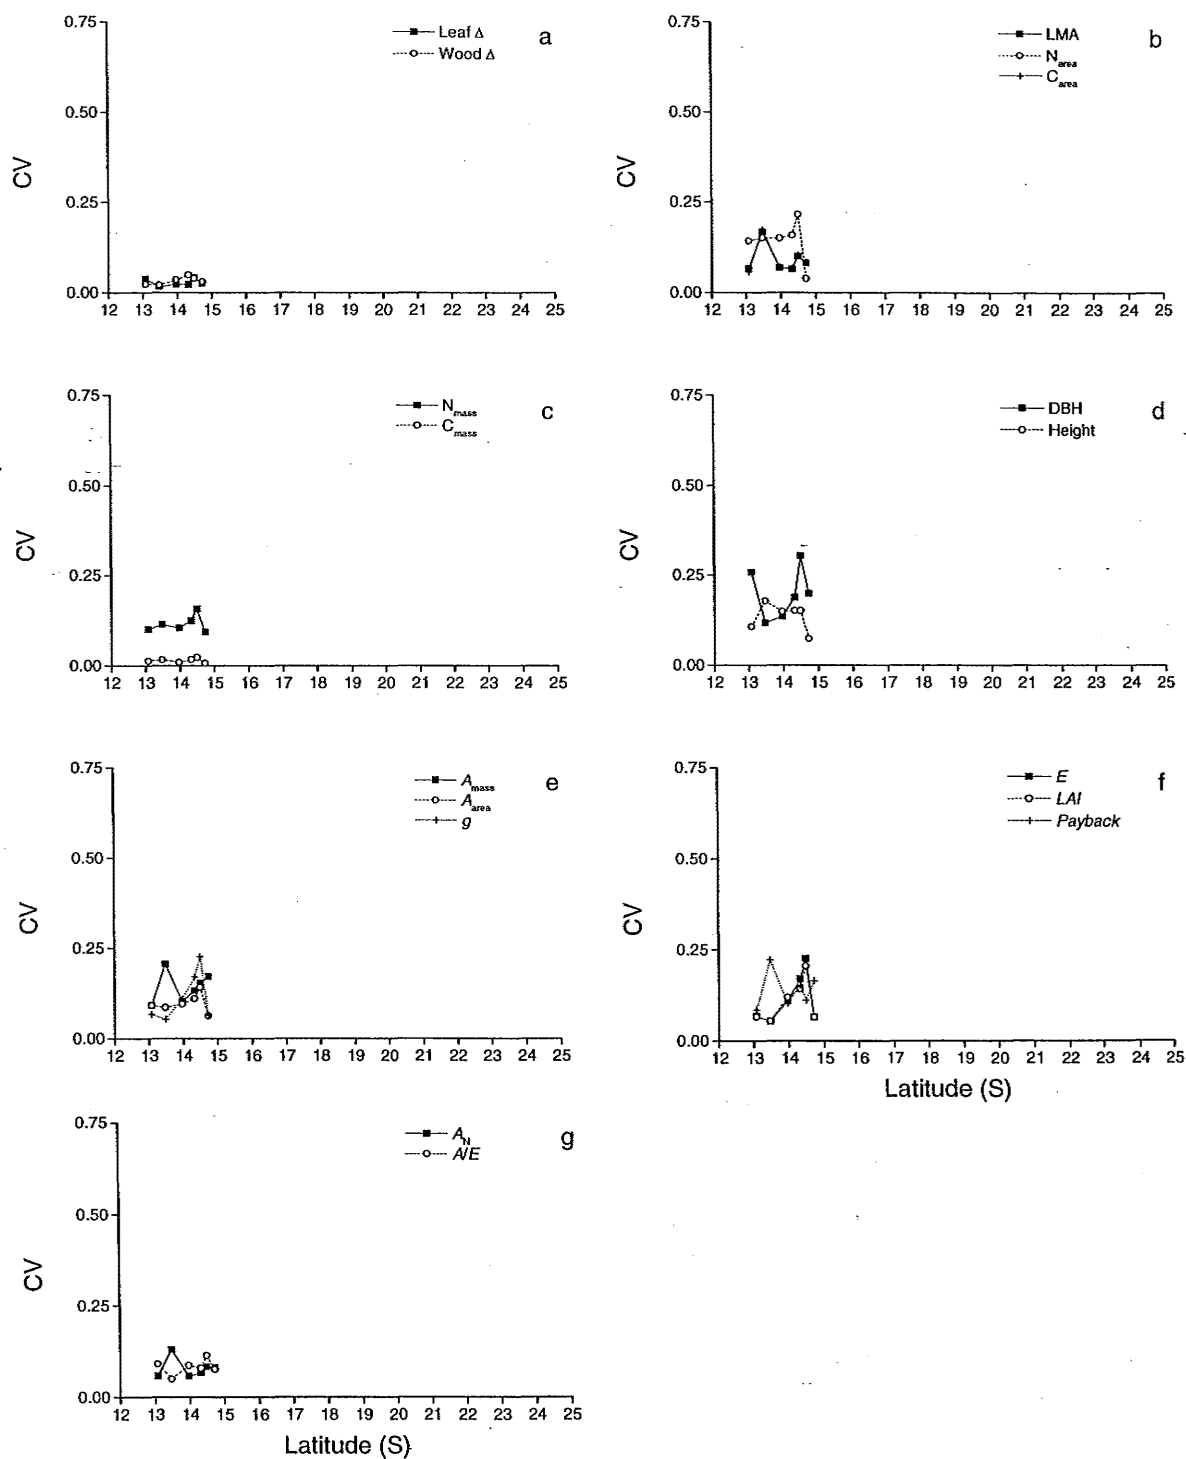 0.75
0.50
0.25
0.00
CV
12 13 14 15 16 17 18 19 20 21 22 23 24 25
Leaf Δ
Wood Δ
a
0.75
0.50
0.25
0.00
CV
12 13 14 15 16 17 18 19 20 21 22 23 24 25
LMA
N area
C area
b
0.75
0.50
0.25
0.00
CV
12 13 14 15 16 17 18 19 20 21 22 23 24 25
N mass
C mass
c
0.75
0.50
0.25
0.00
CV
12 13 14 15 16 17 18 19 20 21 22 23 24 25
DBH
Height
d
0.75
0.50
0.25
0.00
CV
12 13 14 15 16 17 18 19 20 21 22 23 24 25
A mass
A area
g
e
0.75
0.50
0.25
0.00
CV
12 13 14 15 16 17 18 19 20 21 22 23 24 25
Latitude (S)
E
LAI
Payback
f
0.75
0.50
0.25
0.00
CV
12 13 14 15 16 17 18 19 20 21 22 23 24 25
Latitude (S)
A N
A/E
g